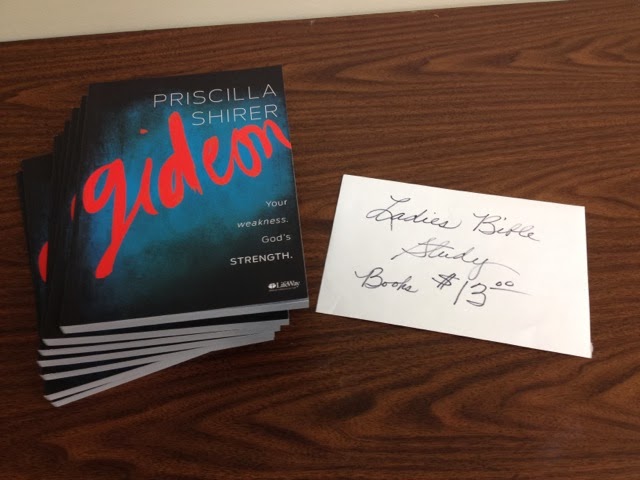 PRISCILLA
SHIRER
gideon
Your
weakness.
God's
STRENGTH.
LifeWay
Ladies Bible
Study
Books $13.00